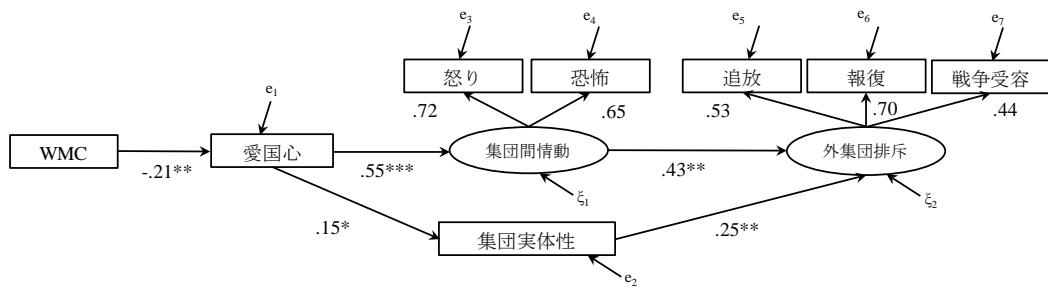 e3
e4
e5
e6
e7
怒り
恐怖
追放
報復
戦争受容
e1
.72
.65
.53
.70
.44
WMC
愛国心
集団間情動
外集団排斥
-.21**
.55***
.43**
ξ1
ξ2
.15*
集団実体性
.25**
e2